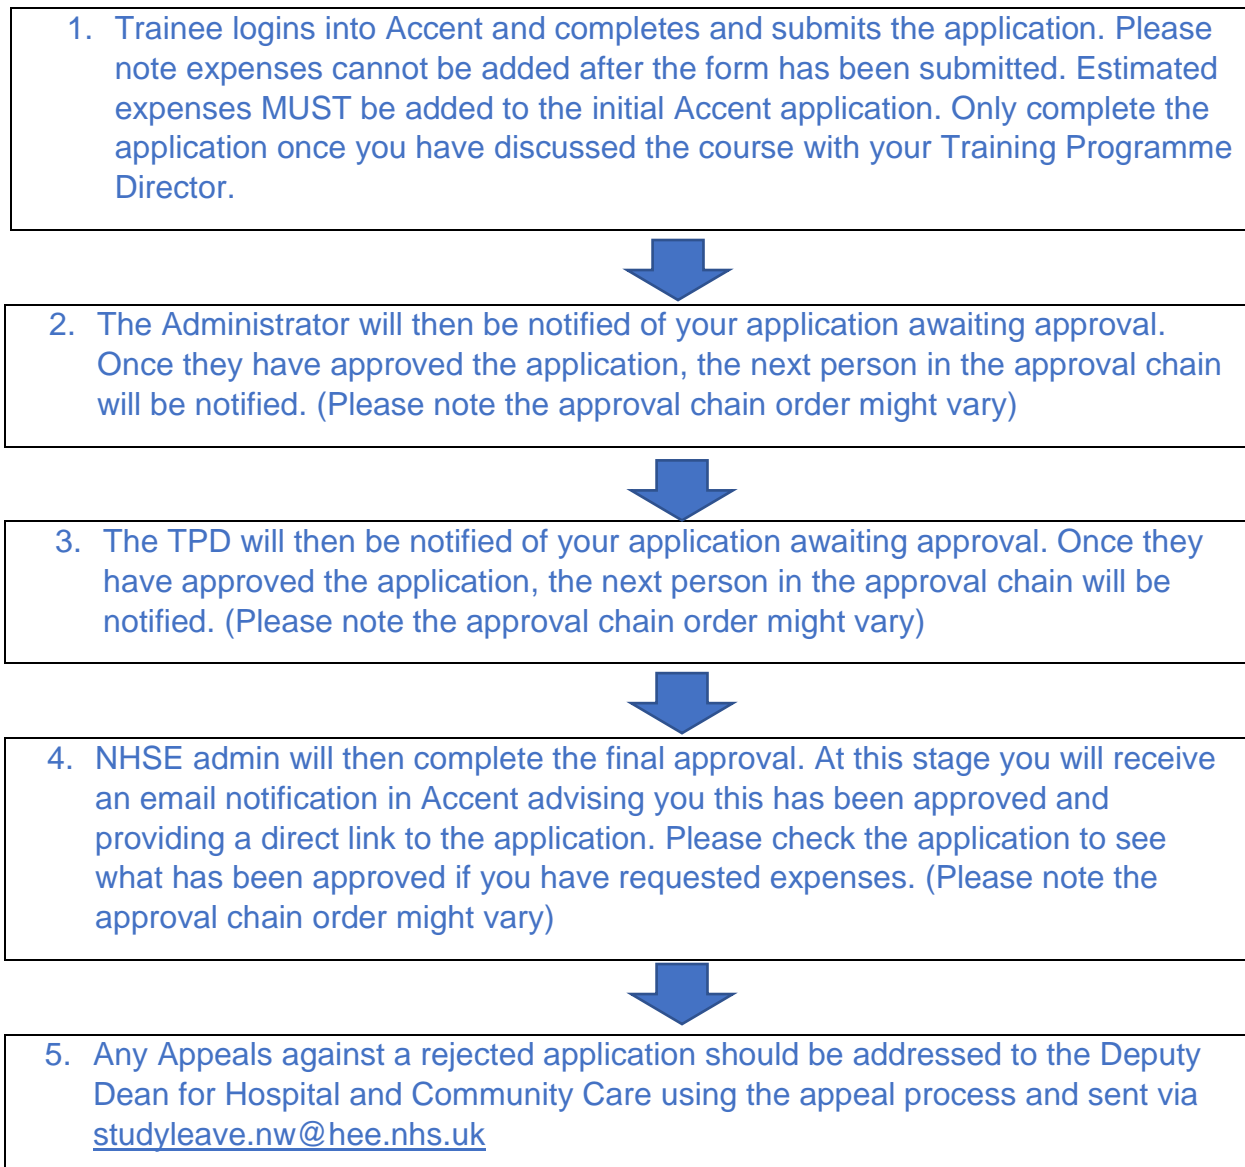 1. Trainee logins into Accent and completes and submits the application. Please
note expenses cannot be added after the form has been submitted. Estimated
expenses MUST be added to the initial Accent application. Only complete the
application once you have discussed the course with your Training Programme
Director.
2. The Administrator will then be notified of your application awaiting approval.
Once they have approved the application, the next person in the approval chain
will be notified. (Please note the approval chain order might vary)
3. The TPD will then be notified of your application awaiting approval. Once they
have approved the application, the next person in the approval chain will be
notified. (Please note the approval chain order might vary)
4. NHSE admin will then complete the final approval. At this stage you will receive
an email notification in Accent advising you this has been approved and
providing a direct link to the application. Please check the application to see
what has been approved if you have requested expenses. (Please note the
approval chain order might vary)
5. Any Appeals against a rejected application should be addressed to the Deputy
Dean for Hospital and Community Care using the appeal process and sent via
studyleave.nw@hee.nhs.uk